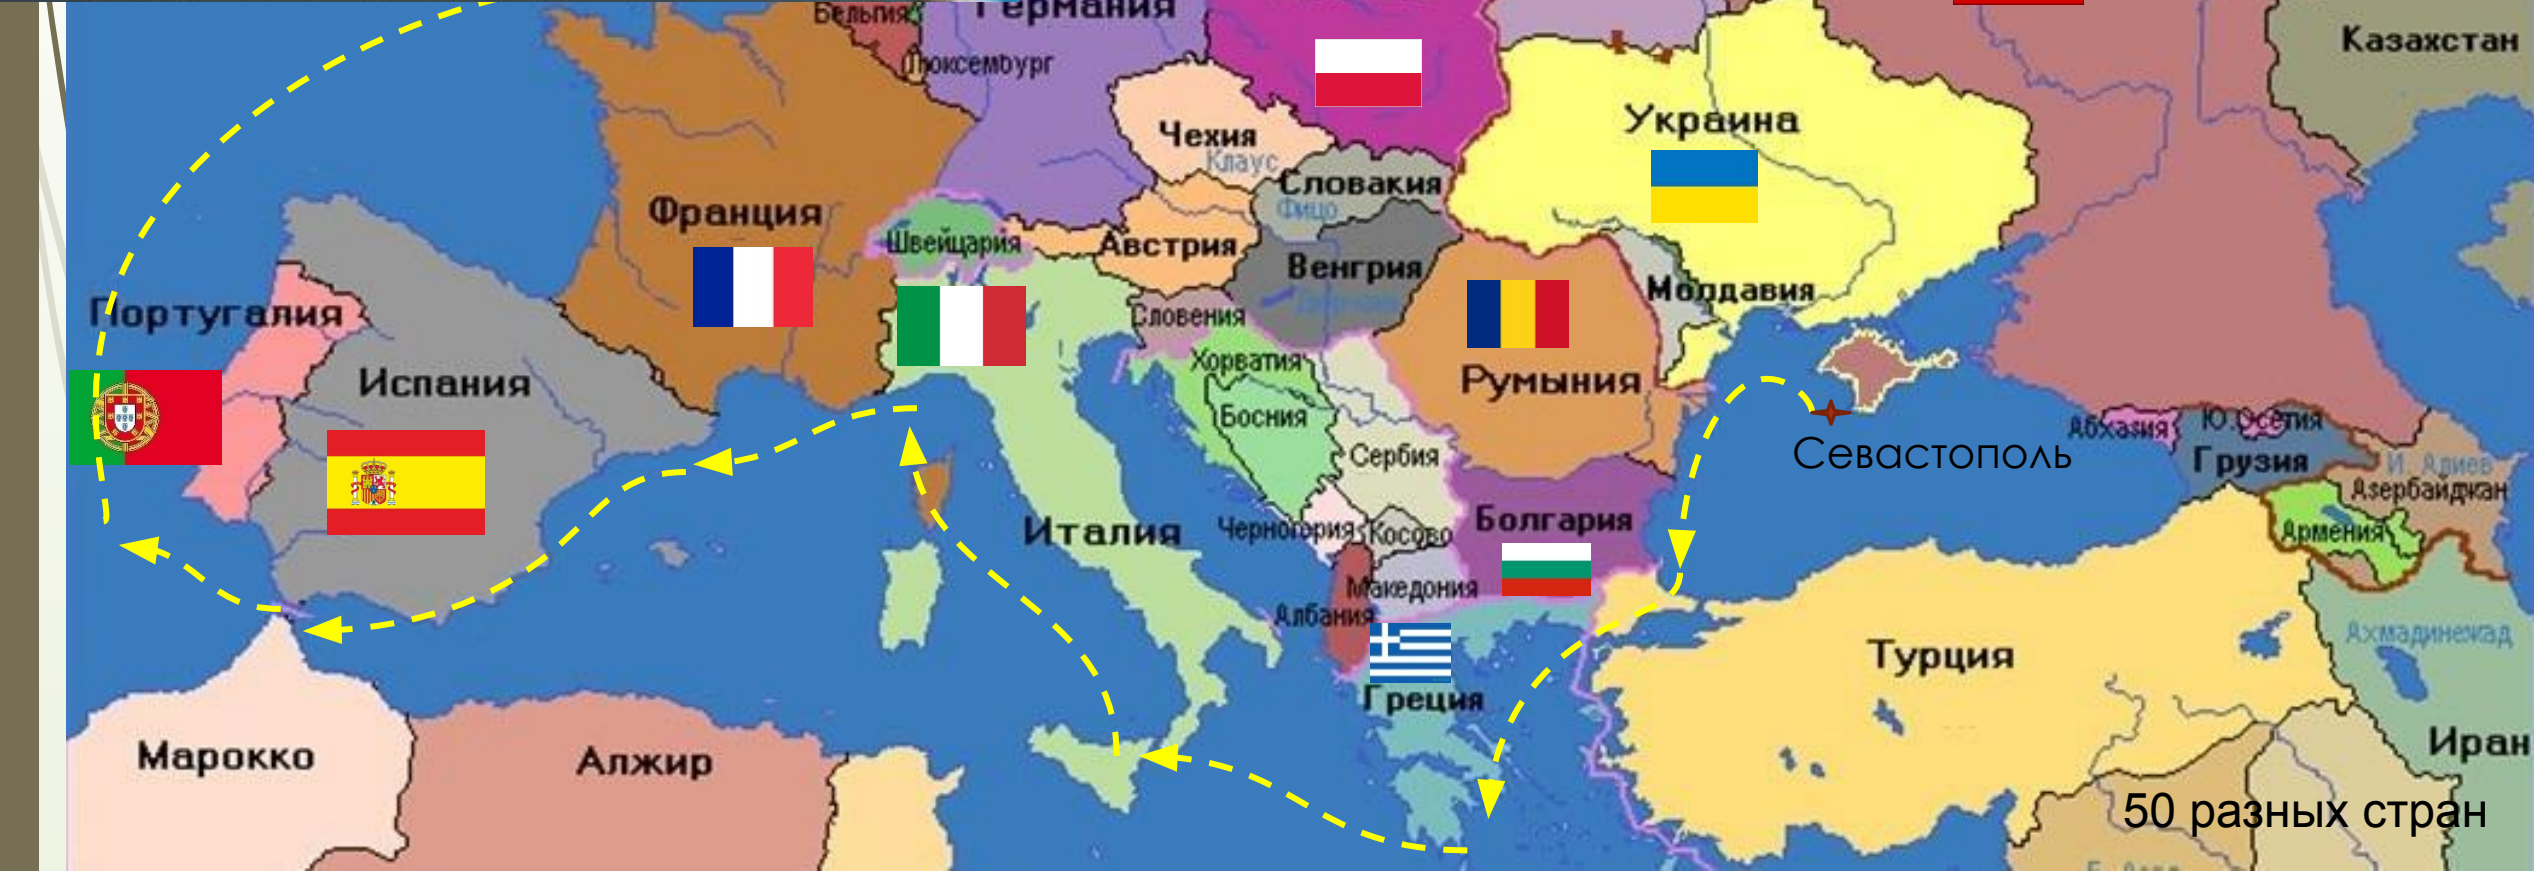 Бельгия
Германия
Казахстан
Люксембург
Украина
Чехия
Клаус
Словакия
Фицо
Франция
Швейцария
Австрия
Венгрия
Молдавия
Португалия
Словения
Хорватия
Испания
Румыния
Босния
Абхазия
Ю.Осетия
Севастополь
Сербия
Грузия
И. Алиев
Азербайджан
Италия
Черногория
Косово
Болгария
Армения
Македония
Албания
Ахмадинежад
Турция
Греция
Марокко
Алжир
Иран
50 разных стран